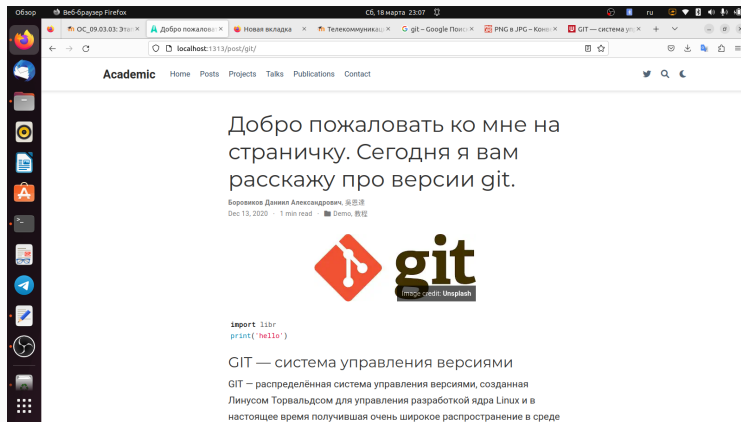 Обзор Веб-браузер Firefox Сб, 18 марта 23:07 ru
ОС_09.03.03: Эта Добро пожалова Новая вкладка Телекоммуникац git – Google Поис PNG в JPG – Конв GIT — система уп
localhost:1313/post/git/
Academic Home Posts Projects Talks Publications Contact
Добро пожаловать ко мне на
страничку. Сегодня я вам
расскажу про версии git.
Боровиков Даниил Александрович, 吳恩達
Dec 13, 2020 · 1 min read · Demo, 教程
git
Image credit: Unsplash
import libr
print('hello')
GIT — система управления версиями
GIT — распределённая система управления версиями, созданная
Линусом Торвальдсом для управления разработкой ядра Linux и в
настоящее время получившая очень широкое распространение в среде